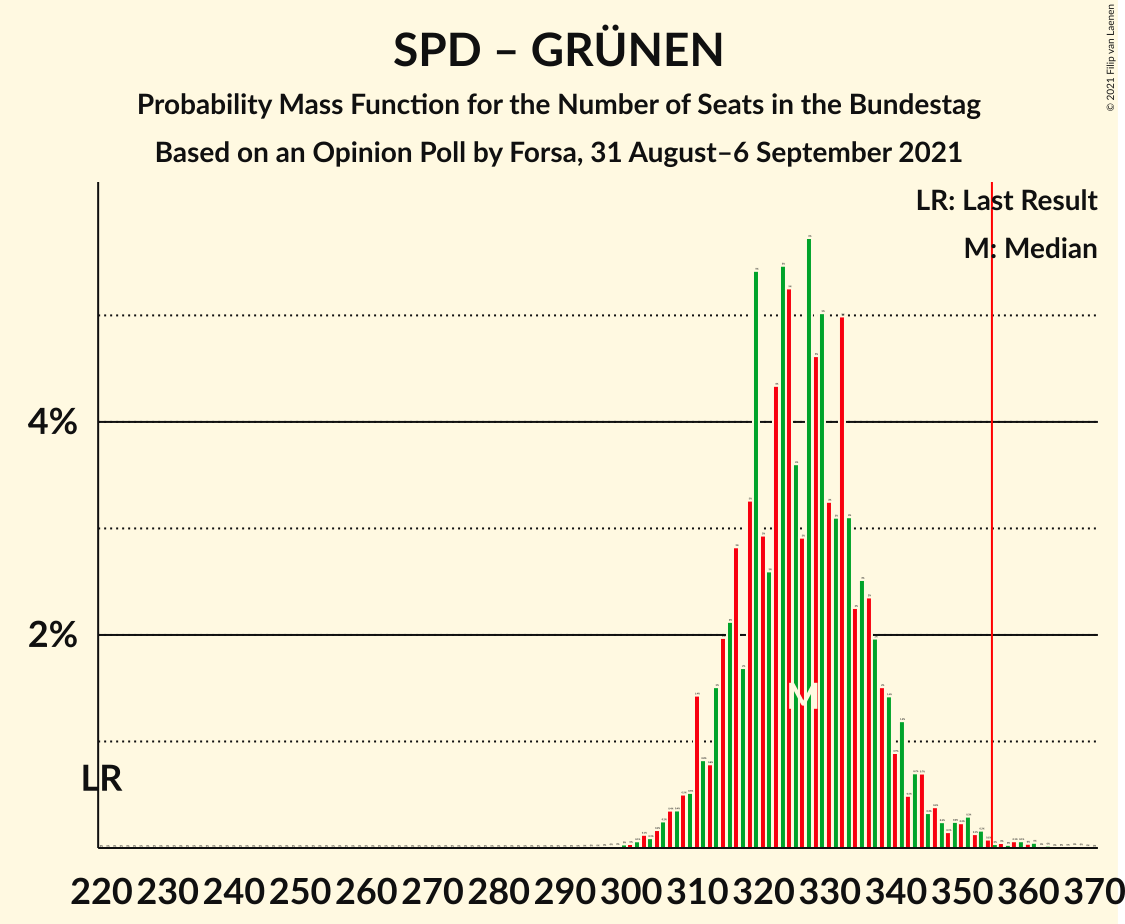 SPD – GRÜNEN
Probability Mass Function for the Number of Seats in the Bundestag
Based on an Opinion Poll by Forsa, 31 August–6 September 2021
© 2021 Filip van Laenen
LR: Last Result
M: Median
4%
2%
M
LR
220 230 240 250 260 270 280 290 300 310 320 330 340 350 360 370